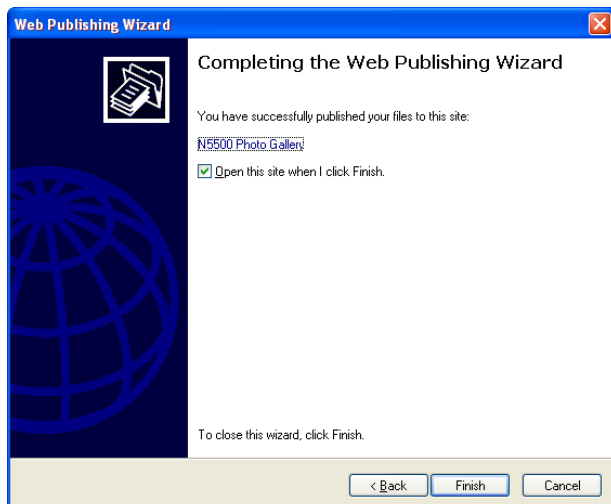 Web Publishing Wizard
Completing the Web Publishing Wizard
You have successfully published your files to this site:
N5500 Photo Gallery
Open this site when I click Finish.
To close this wizard, click Finish.
< Back
Finish
Cancel